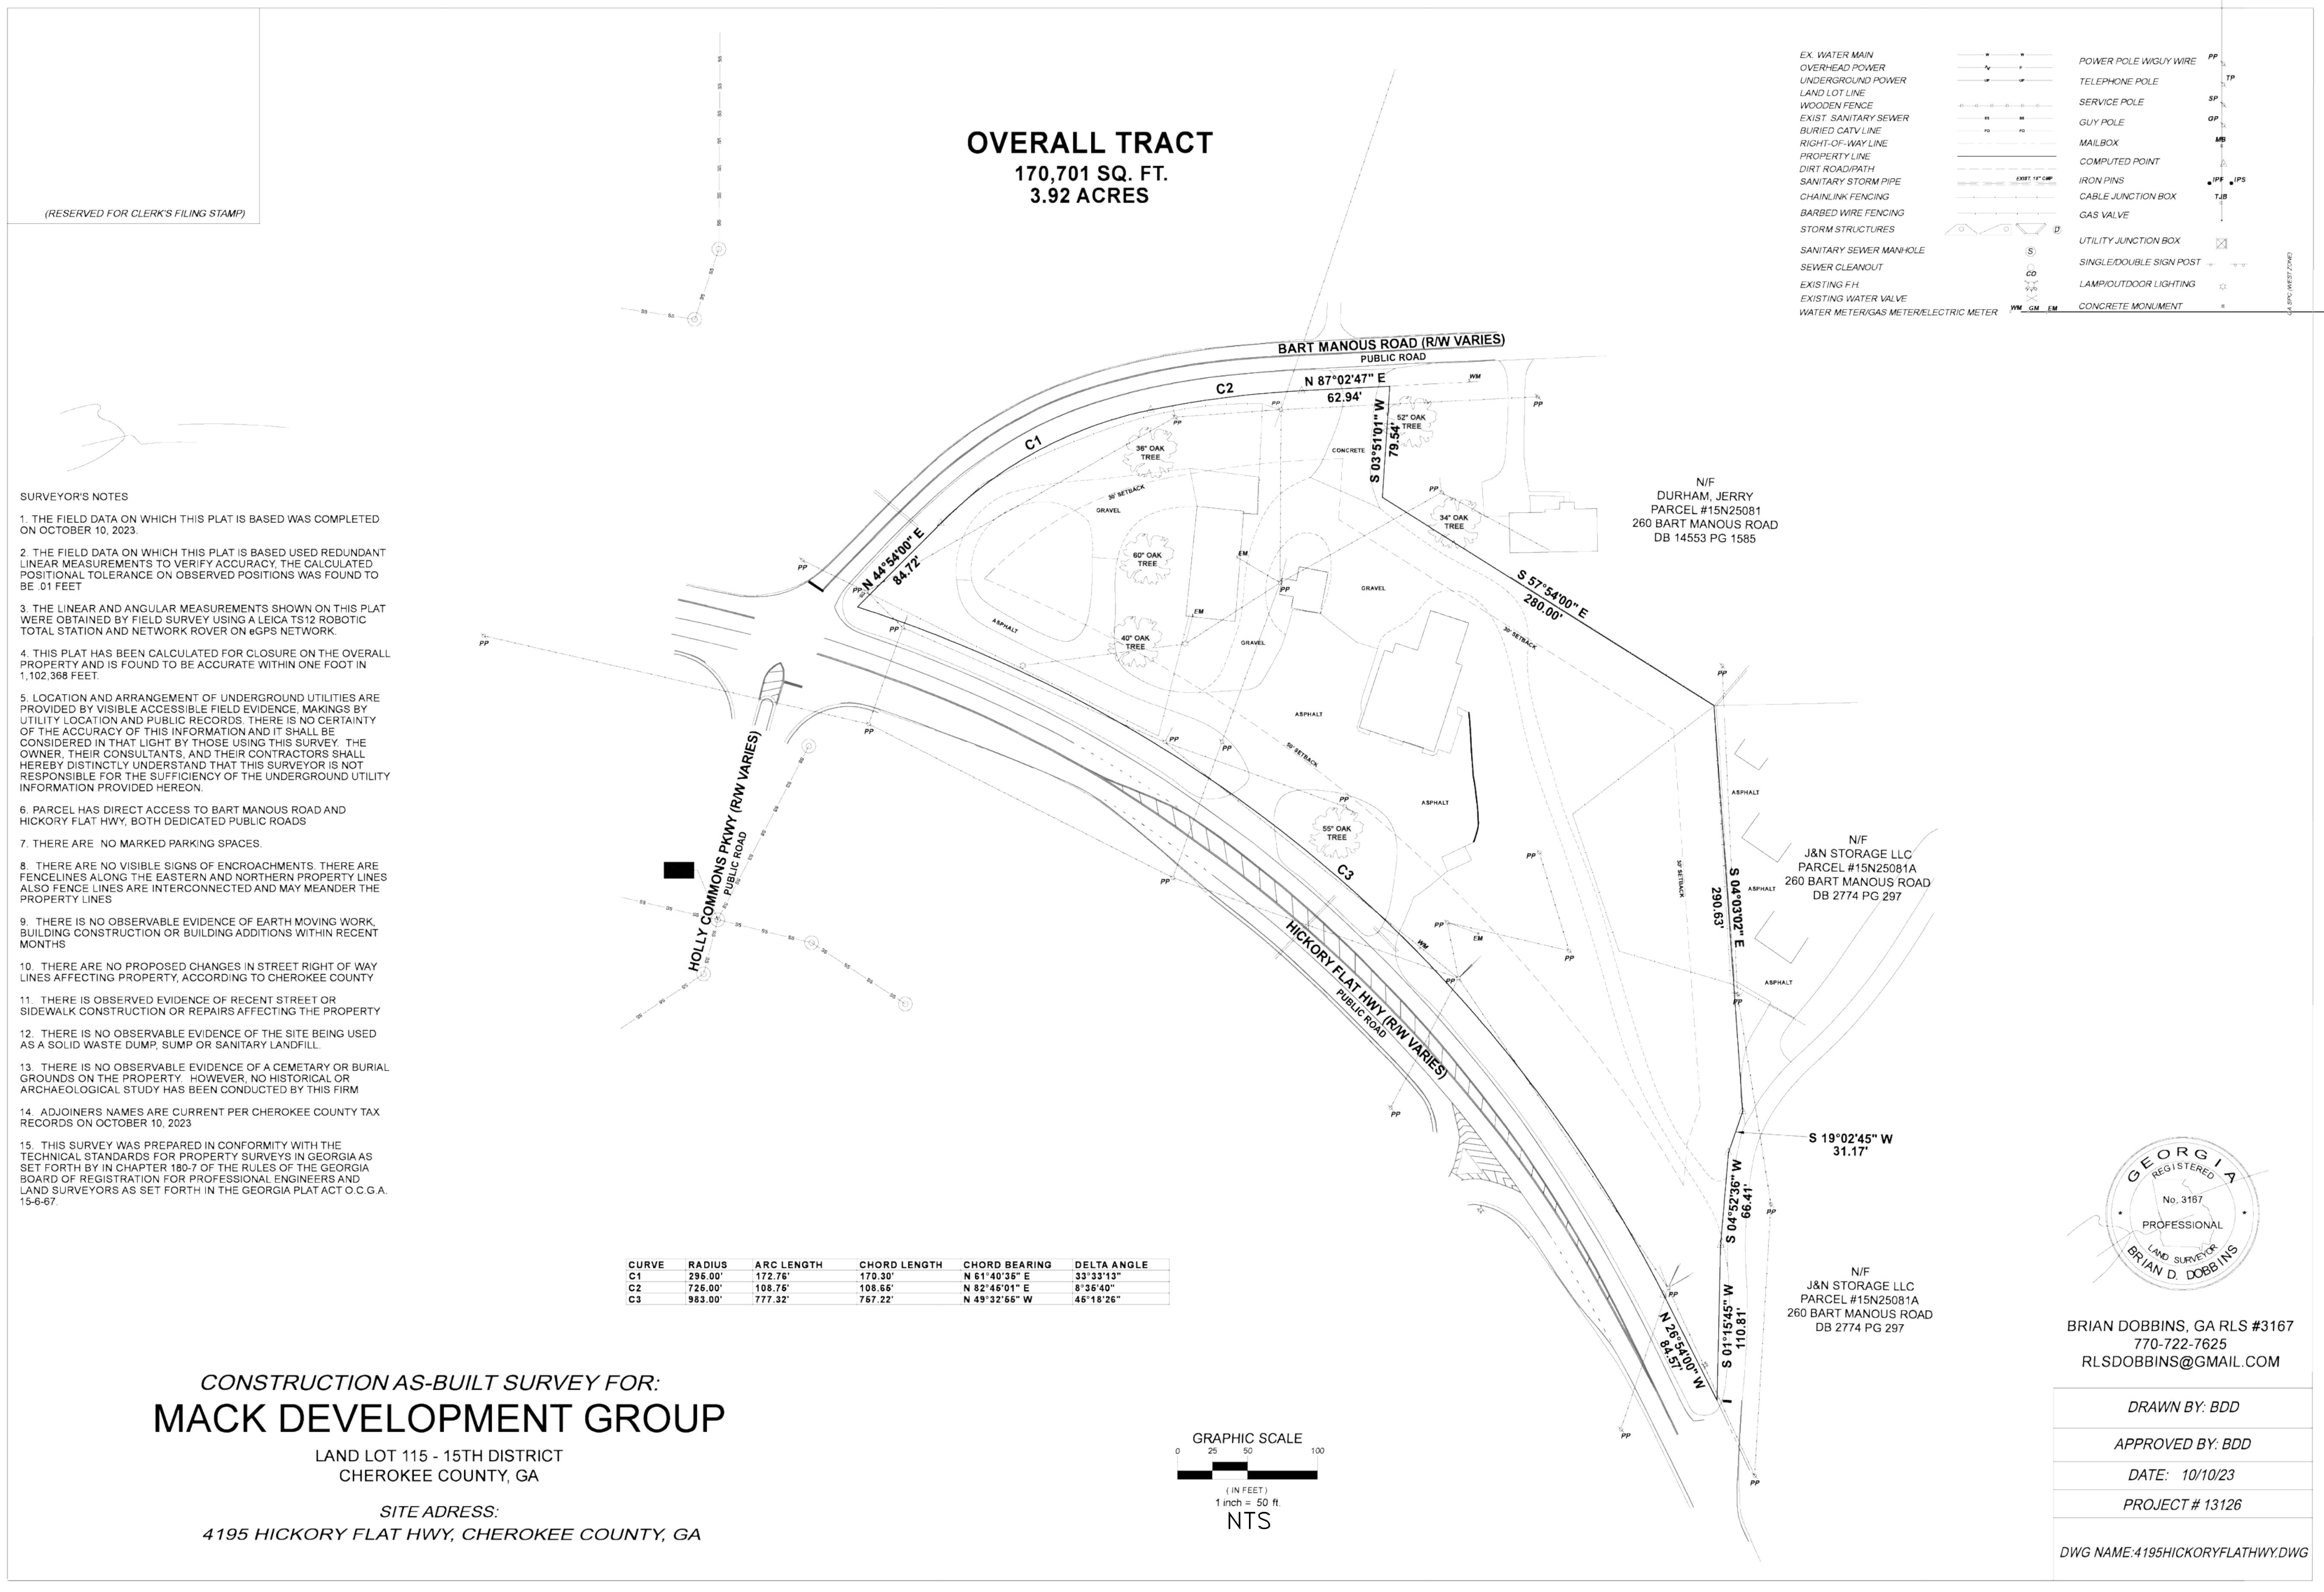 (RESERVED FOR CLERK'S FILING STAMP)
OVERALL TRACT
170,701 SQ. FT.
3.92 ACRES
EX. WATER MAIN
OVERHEAD POWER
UNDERGROUND POWER
LAND LOT LINE
WOODEN FENCE
EXIST. SANITARY SEWER
BURIED CATV LINE
RIGHT-OF-WAY LINE
PROPERTY LINE
DIRT ROAD/PATH
SANITARY STORM PIPE
EXIST. 18" CMP
CHAINLINK FENCING
BARBED WIRE FENCING
STORM STRUCTURES
SANITARY SEWER MANHOLE
S
SEWER CLEANOUT
CO
EXISTING F.H.
EXISTING WATER VALVE
WATER METER/GAS METER/ELECTRIC METER
WM GM EM
POWER POLE W/GUY WIRE
PP
TELEPHONE POLE
TP
SERVICE POLE
SP
GUY POLE
GP
MAILBOX
MB
COMPUTED POINT
IRON PINS
IPF IPS
CABLE JUNCTION BOX
TJB
GAS VALVE
UTILITY JUNCTION BOX
SINGLE/DOUBLE SIGN POST
LAMP/OUTDOOR LIGHTING
CONCRETE MONUMENT
GA SPC (WEST ZONE)
BART MANOUS ROAD (R/W VARIES)
PUBLIC ROAD
C2
N 87°02'47" E
62.94'
WM
C1
S 03°51'01" W
79.54'
52" OAK
TREE
36" OAK
TREE
CONCRETE
30' SETBACK
GRAVEL
34" OAK
TREE
N/F
DURHAM, JERRY
PARCEL #15N25081
260 BART MANOUS ROAD
DB 14553 PG 1585
N 44°54'00" E
84.72'
60" OAK
TREE
EM
GRAVEL
S 57°54'00" E
280.00'
30' SETBACK
ASPHALT
40" OAK
TREE
EM
GRAVEL
ASPHALT
50' SETBACK
ASPHALT
55" OAK
TREE
C3
30' SETBACK
S 04°03'02" E
290.63'
ASPHALT
ASPHALT
ASPHALT
N/F
J&N STORAGE LLC
PARCEL #15N25081A
260 BART MANOUS ROAD
DB 2774 PG 297
WM
EM
HOLLY COMMONS PKWY (R/W VARIES)
PUBLIC ROAD
HICKORY FLAT HWY (R/W VARIES)
PUBLIC ROAD
S 19°02'45" W
31.17'
S 04°52'36" W
66.41'
S 01°15'45" W
110.81'
N 26°54'00" W
84.57'
N/F
J&N STORAGE LLC
PARCEL #15N25081A
260 BART MANOUS ROAD
DB 2774 PG 297
SURVEYOR'S NOTES
1. THE FIELD DATA ON WHICH THIS PLAT IS BASED WAS COMPLETED
ON OCTOBER 10, 2023.
2. THE FIELD DATA ON WHICH THIS PLAT IS BASED USED REDUNDANT
LINEAR MEASUREMENTS TO VERIFY ACCURACY, THE CALCULATED
POSITIONAL TOLERANCE ON OBSERVED POSITIONS WAS FOUND TO
BE .01 FEET
3. THE LINEAR AND ANGULAR MEASUREMENTS SHOWN ON THIS PLAT
WERE OBTAINED BY FIELD SURVEY USING A LEICA TS12 ROBOTIC
TOTAL STATION AND NETWORK ROVER ON eGPS NETWORK.
4. THIS PLAT HAS BEEN CALCULATED FOR CLOSURE ON THE OVERALL
PROPERTY AND IS FOUND TO BE ACCURATE WITHIN ONE FOOT IN
1,102,368 FEET.
5. LOCATION AND ARRANGEMENT OF UNDERGROUND UTILITIES ARE
PROVIDED BY VISIBLE ACCESSIBLE FIELD EVIDENCE, MAKINGS BY
UTILITY LOCATION AND PUBLIC RECORDS. THERE IS NO CERTAINTY
OF THE ACCURACY OF THIS INFORMATION AND IT SHALL BE
CONSIDERED IN THAT LIGHT BY THOSE USING THIS SURVEY. THE
OWNER, THEIR CONSULTANTS, AND THEIR CONTRACTORS SHALL
HEREBY DISTINCTLY UNDERSTAND THAT THIS SURVEYOR IS NOT
RESPONSIBLE FOR THE SUFFICIENCY OF THE UNDERGROUND UTILITY
INFORMATION PROVIDED HEREON.
6. PARCEL HAS DIRECT ACCESS TO BART MANOUS ROAD AND
HICKORY FLAT HWY, BOTH DEDICATED PUBLIC ROADS
7. THERE ARE NO MARKED PARKING SPACES.
8. THERE ARE NO VISIBLE SIGNS OF ENCROACHMENTS. THERE ARE
FENCELINES ALONG THE EASTERN AND NORTHERN PROPERTY LINES
ALSO FENCE LINES ARE INTERCONNECTED AND MAY MEANDER THE
PROPERTY LINES
9. THERE IS NO OBSERVABLE EVIDENCE OF EARTH MOVING WORK,
BUILDING CONSTRUCTION OR BUILDING ADDITIONS WITHIN RECENT
MONTHS
10. THERE ARE NO PROPOSED CHANGES IN STREET RIGHT OF WAY
LINES AFFECTING PROPERTY, ACCORDING TO CHEROKEE COUNTY
11. THERE IS OBSERVED EVIDENCE OF RECENT STREET OR
SIDEWALK CONSTRUCTION OR REPAIRS AFFECTING THE PROPERTY
12. THERE IS NO OBSERVABLE EVIDENCE OF THE SITE BEING USED
AS A SOLID WASTE DUMP, SUMP OR SANITARY LANDFILL.
13. THERE IS NO OBSERVABLE EVIDENCE OF A CEMETARY OR BURIAL
GROUNDS ON THE PROPERTY. HOWEVER, NO HISTORICAL OR
ARCHAEOLOGICAL STUDY HAS BEEN CONDUCTED BY THIS FIRM
14. ADJOINERS NAMES ARE CURRENT PER CHEROKEE COUNTY TAX
RECORDS ON OCTOBER 10, 2023
15. THIS SURVEY WAS PREPARED IN CONFORMITY WITH THE
TECHNICAL STANDARDS FOR PROPERTY SURVEYS IN GEORGIA AS
SET FORTH BY IN CHAPTER 180-7 OF THE RULES OF THE GEORGIA
BOARD OF REGISTRATION FOR PROFESSIONAL ENGINEERS AND
LAND SURVEYORS AS SET FORTH IN THE GEORGIA PLAT ACT O.C.G.A.
15-6-67.
CURVE RADIUS ARC LENGTH CHORD LENGTH CHORD BEARING DELTA ANGLE
C1 295.00' 172.76' 170.30' N 61°40'35" E 33°33'13"
C2 725.00' 108.75' 108.65' N 82°45'01" E 8°35'40"
C3 983.00' 777.32' 757.22' N 49°32'55" W 45°18'26"
CONSTRUCTION AS-BUILT SURVEY FOR:
MACK DEVELOPMENT GROUP
LAND LOT 115 - 15TH DISTRICT
CHEROKEE COUNTY, GA
SITE ADRESS:
4195 HICKORY FLAT HWY, CHEROKEE COUNTY, GA
GRAPHIC SCALE
0 25 50 100
( IN FEET )
1 inch = 50 ft.
NTS
GEORGIA
REGISTERED
No. 3167
PROFESSIONAL
LAND SURVEYOR
BRIAN D. DOBBINS
BRIAN DOBBINS, GA RLS #3167
770-722-7625
RLSDOBBINS@GMAIL.COM
DRAWN BY: BDD
APPROVED BY: BDD
DATE: 10/10/23
PROJECT # 13126
DWG NAME:4195HICKORYFLATHWY.DWG